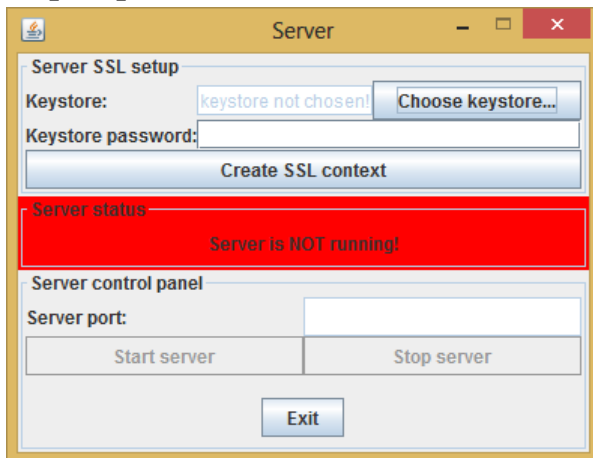 Server
Server SSL setup
Keystore: keystore not chosen! Choose keystore...
Keystore password:
Create SSL context
Server status
Server is NOT running!
Server control panel
Server port:
Start server Stop server
Exit